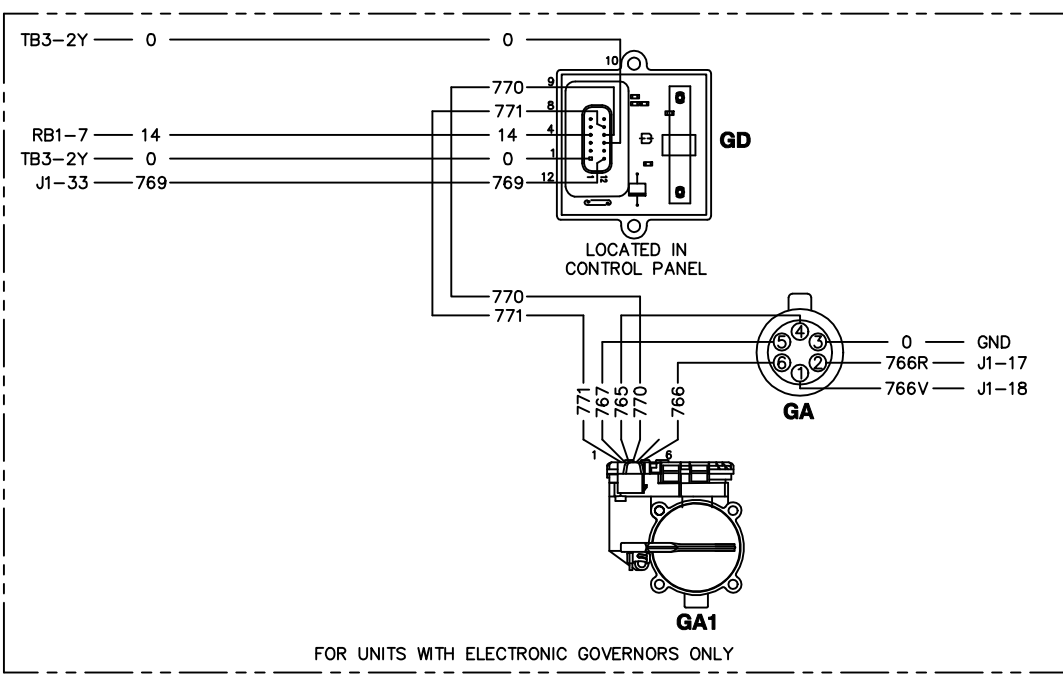 TB3-2Y 0 0
10
770 9
771 8
RB1-7 14 14 4
TB3-2Y 0 0 1
J1-33 769 769 12
1 12
GD
LOCATED IN
CONTROL PANEL
770
771
4
5 3 0 GND
6 2 766R J1-17
1 766V J1-18
GA
771 767 765 770 766
1 6
GA1
FOR UNITS WITH ELECTRONIC GOVERNORS ONLY